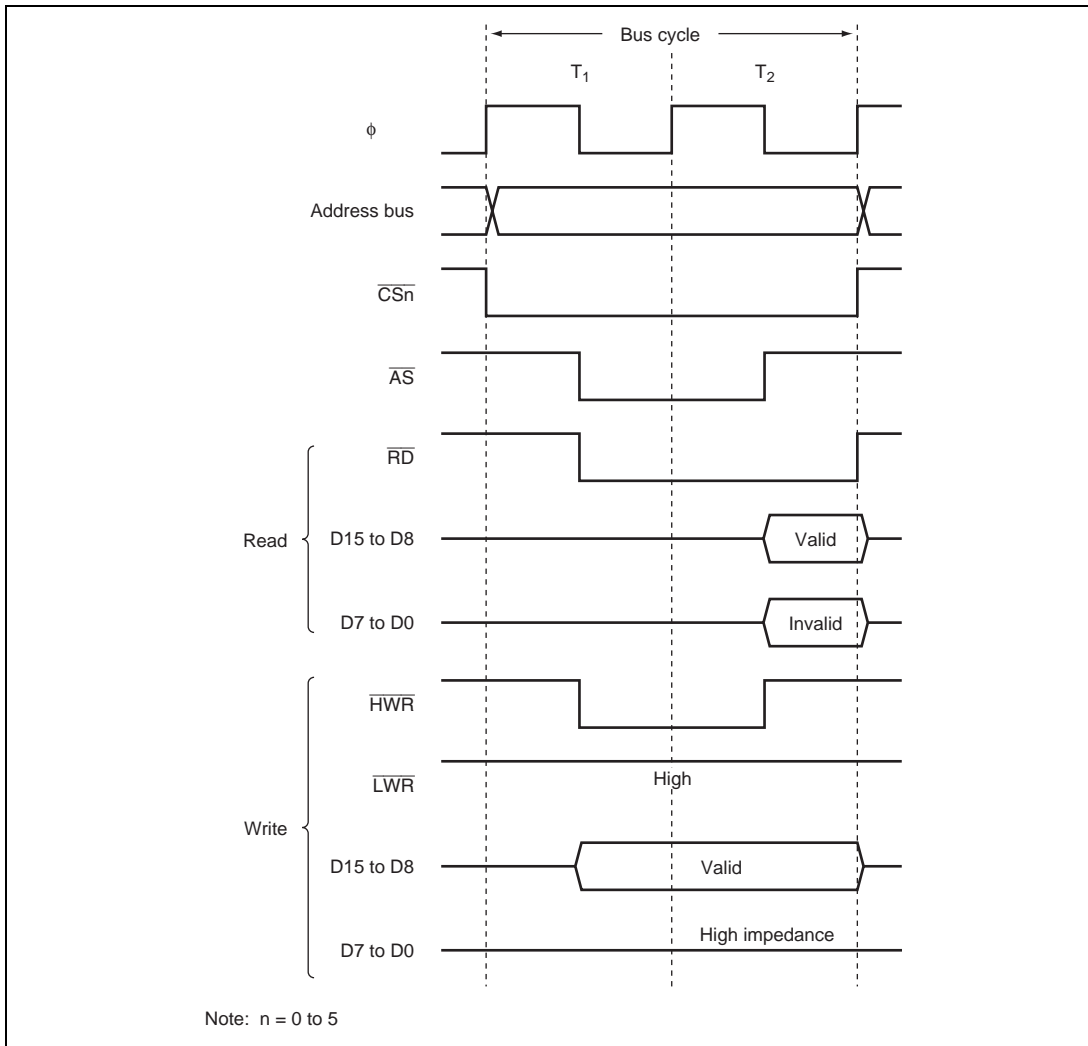 Bus cycle
T1 T2
ϕ
Address bus
CSn
AS
RD
Read
D15 to D8 Valid
D7 to D0 Invalid
HWR
LWR High
Write
D15 to D8 Valid
D7 to D0 High impedance
Note: n = 0 to 5